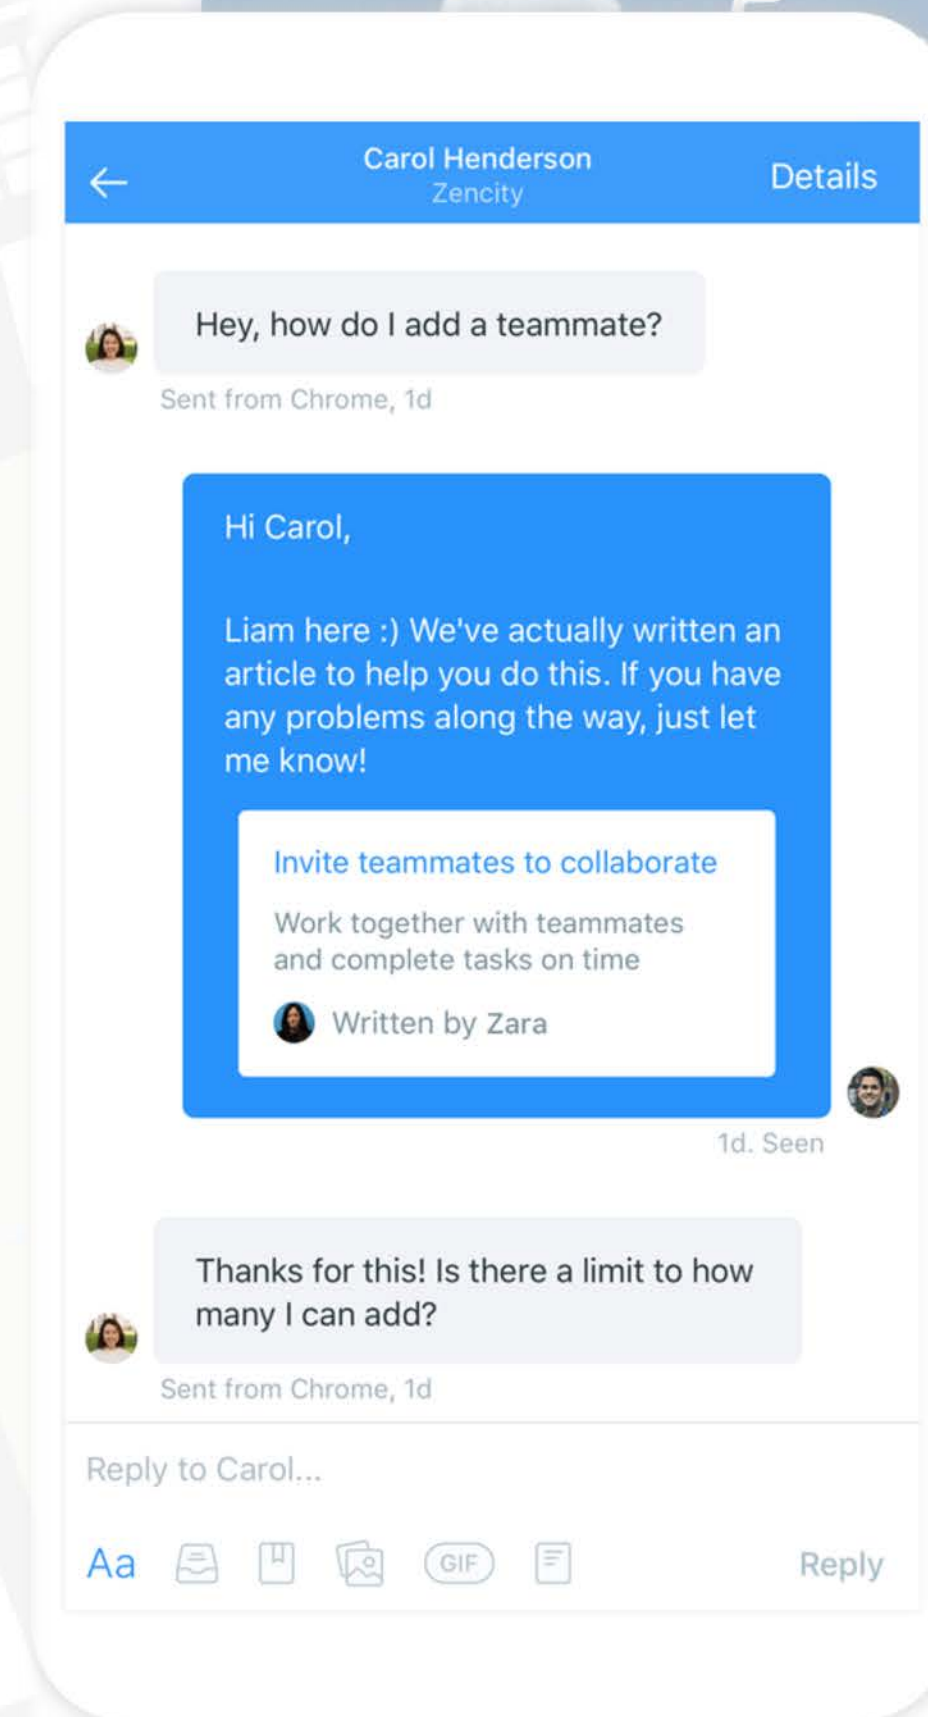 Carol Henderson
Zencity
Details
Hey, how do I add a teammate?
Sent from Chrome, 1d
Hi Carol,
Liam here :) We've actually written an
article to help you do this. If you have
any problems along the way, just let
me know!
Invite teammates to collaborate
Work together with teammates
and complete tasks on time
Written by Zara
1d. Seen
Thanks for this! Is there a limit to how
many I can add?
Sent from Chrome, 1d
Reply to Carol...
Aa
GIF
Reply